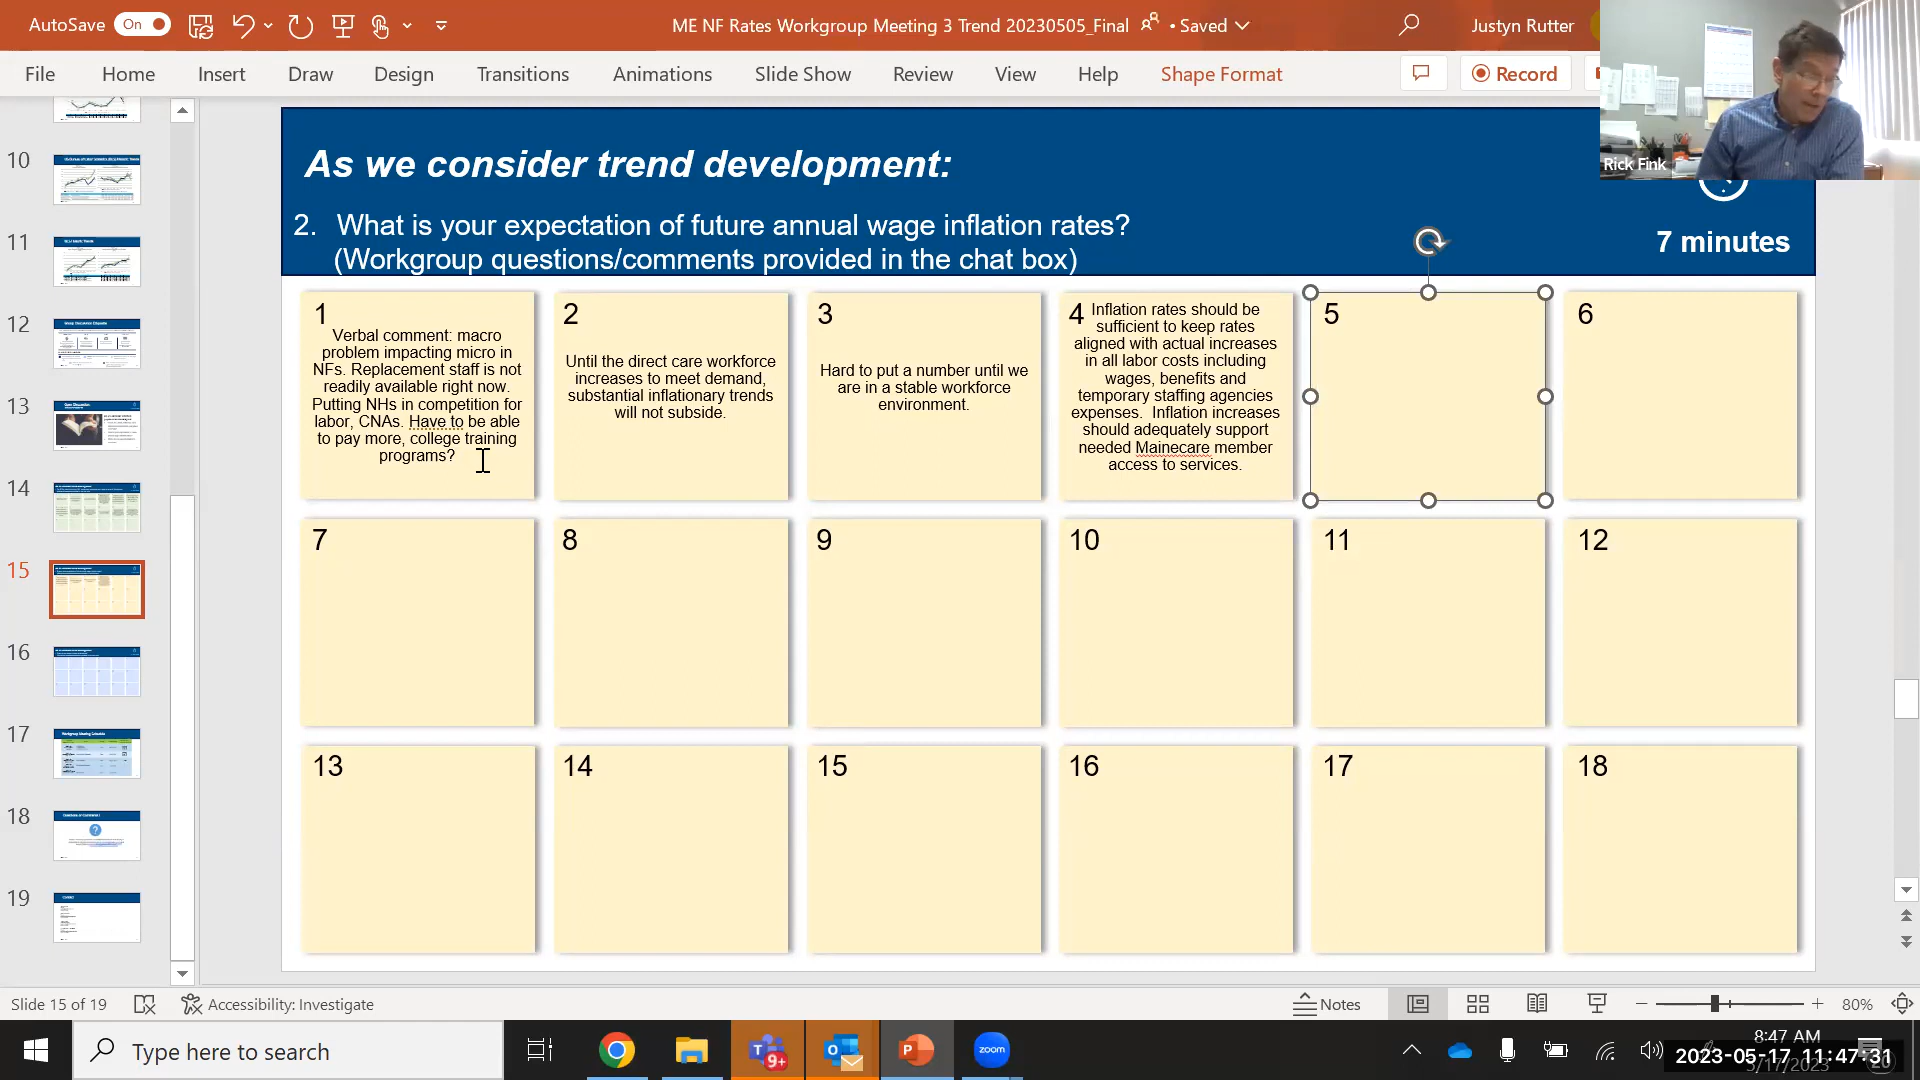 AutoSave On
ME NF Rates Workgroup Meeting 3 Trend 20230505_Final • Saved
Justyn Rutter
File Home Insert Draw Design Transitions Animations Slide Show Review View Help Shape Format
Record
Rick Fink
As we consider trend development:
2. What is your expectation of future annual wage inflation rates?
(Workgroup questions/comments provided in the chat box)
7 minutes
1
Verbal comment: macro
problem impacting micro in
NFs. Replacement staff is not
readily available right now.
Putting NHs in competition for
labor, CNAs. Have to be able
to pay more, college training
programs?
2
Until the direct care workforce
increases to meet demand,
substantial inflationary trends
will not subside.
3
Hard to put a number until we
are in a stable workforce
environment.
4 Inflation rates should be
sufficient to keep rates
aligned with actual increases
in all labor costs including
wages, benefits and
temporary staffing agencies
expenses. Inflation increases
should adequately support
needed Mainecare member
access to services.
5
6
7
8
9
10
11
12
13
14
15
16
17
18
10
11
12
13
14
15
16
17
18
19
Slide 15 of 19
Accessibility: Investigate
Notes
80%
Type here to search
9+
zoom
8:47 AM
2023-05-17 11:47:31
5/17/2023
20